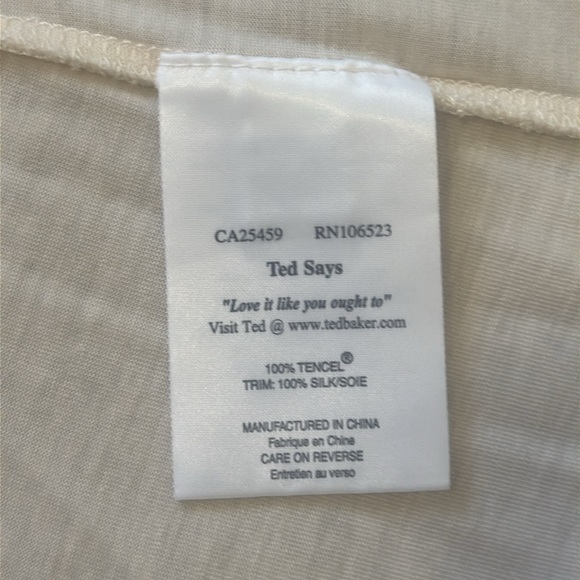 CA25459 RN106523
Ted Says
"Love it like you ought to"
Visit Ted @ www.tedbaker.com
100% TENCEL®
TRIM: 100% SILK/SOIE
MANUFACTURED IN CHINA
Fabrique en Chine
CARE ON REVERSE
Entretien au verso